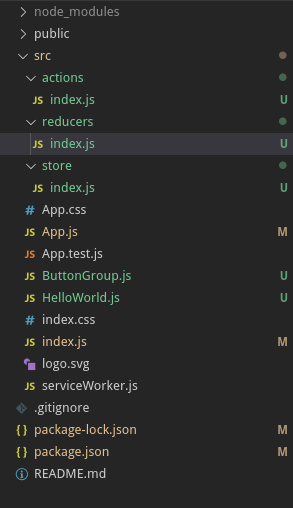 node_modules
public
src
actions
JS index.js U
reducers
JS index.js U
store
JS index.js U
# App.css
JS App.js M
JS App.test.js
JS ButtonGroup.js U
JS HelloWorld.js U
# index.css
JS index.js M
logo.svg
JS serviceWorker.js
.gitignore
{} package-lock.json M
{} package.json M
README.md